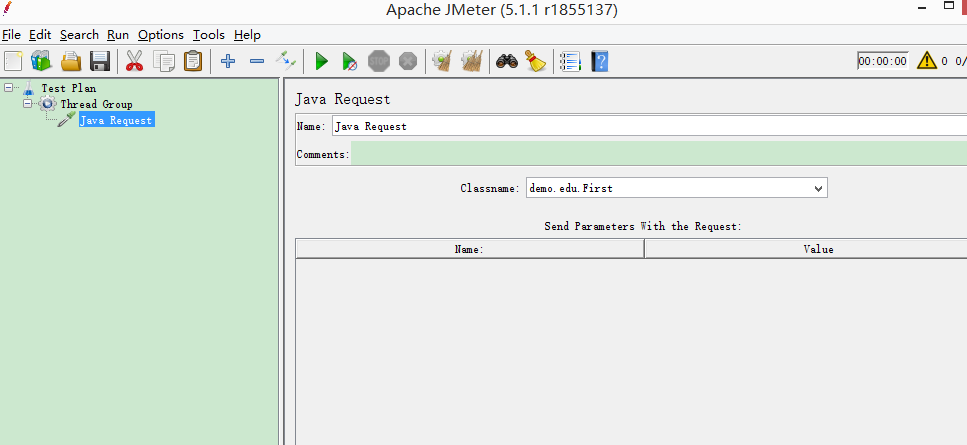 Apache JMeter (5.1.1 r1855137)
File Edit Search Run Options Tools Help
STOP 00:00:00 0 0/
Test Plan
Thread Group
Java Request
Java Request
Name: Java Request
Comments:
Classname: demo.edu.First
Send Parameters With the Request:
Name: Value